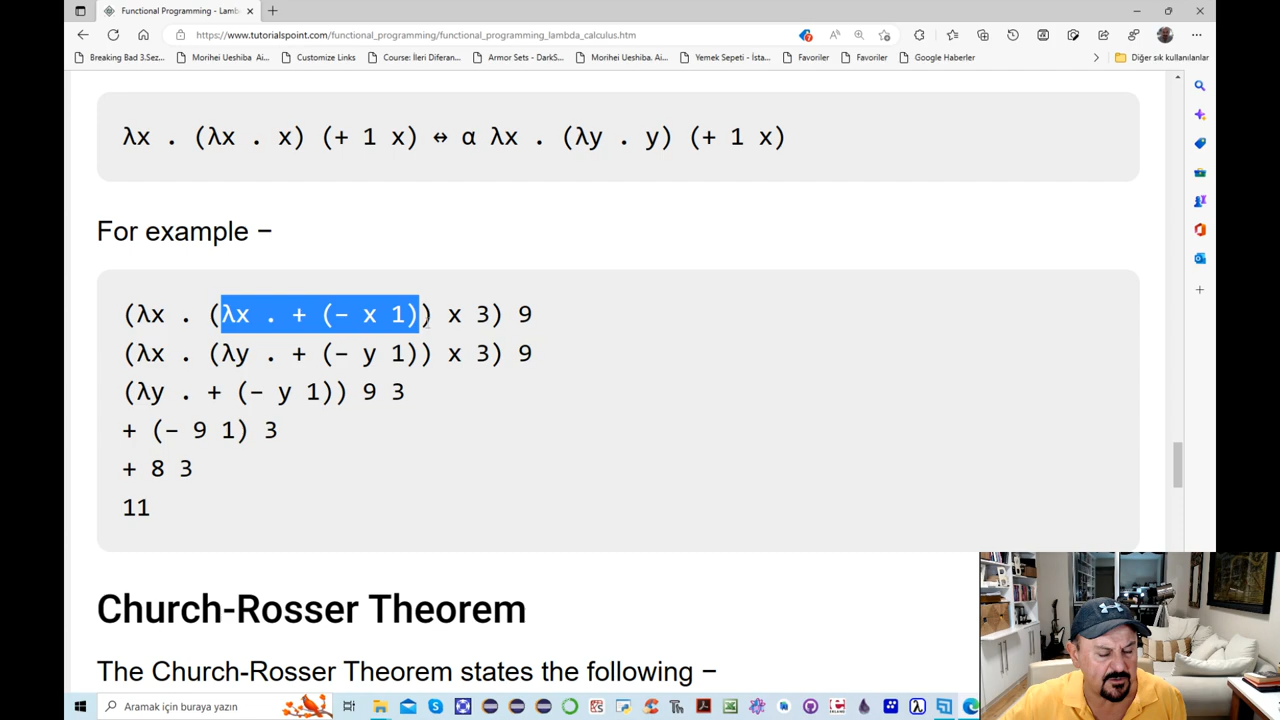 Functional Programming - Lamb
https://www.tutorialspoint.com/functional_programming/functional_programming_lambda_calculus.htm
Breaking Bad 3.Sez...
Morihei Ueshiba Ai...
Customize Links
Course: İleri Diferan...
Armor Sets - DarkS...
Morihei Ueshiba. Ai...
Yemek Sepeti - İsta...
Favoriler
Favoriler
Google Haberler
Diğer sık kullanılanlar
λx . (λx . x) (+ 1 x) ↔ α λx . (λy . y) (+ 1 x)
For example −
(λx . (λx . + (− x 1)) x 3) 9
(λx . (λy . + (− y 1)) x 3) 9
(λy . + (− y 1)) 9 3
+ (− 9 1) 3
+ 8 3
11
Church-Rosser Theorem
The Church-Rosser Theorem states the following −
Aramak için buraya yazın